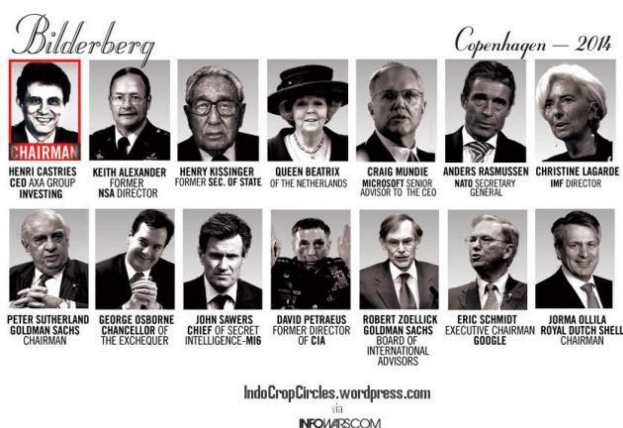 Bilderberg
Copenhagen — 2014
CHAIRMAN
HENRI CASTRIES
CEO AXA GROUP
INVESTING
KEITH ALEXANDER
FORMER
NSA DIRECTOR
HENRY KISSINGER
FORMER SEC. OF STATE
QUEEN BEATRIX
OF THE NETHERLANDS
CRAIG MUNDIE
MICROSOFT SENIOR
ADVISOR TO THE CEO
ANDERS RASMUSSEN
NATO SECRETARY
GENERAL
CHRISTINE LAGARDE
IMF DIRECTOR
PETER SUTHERLAND
GOLDMAN SACHS
CHAIRMAN
GEORGE OSBORNE
CHANCELLOR OF
THE EXCHEQUER
JOHN SAWERS
CHIEF OF SECRET
INTELLIGENCE-MI6
DAVID PETRAEUS
FORMER DIRECTOR
OF CIA
ROBERT ZOELLICK
GOLDMAN SACHS
BOARD OF
INTERNATIONAL
ADVISORS
ERIC SCHMIDT
EXECUTIVE CHAIRMAN
GOOGLE
JORMA OLLILA
ROYAL DUTCH SHELL
CHAIRMAN
IndoCropCircles.wordpress.com
via
INFOWARS.COM